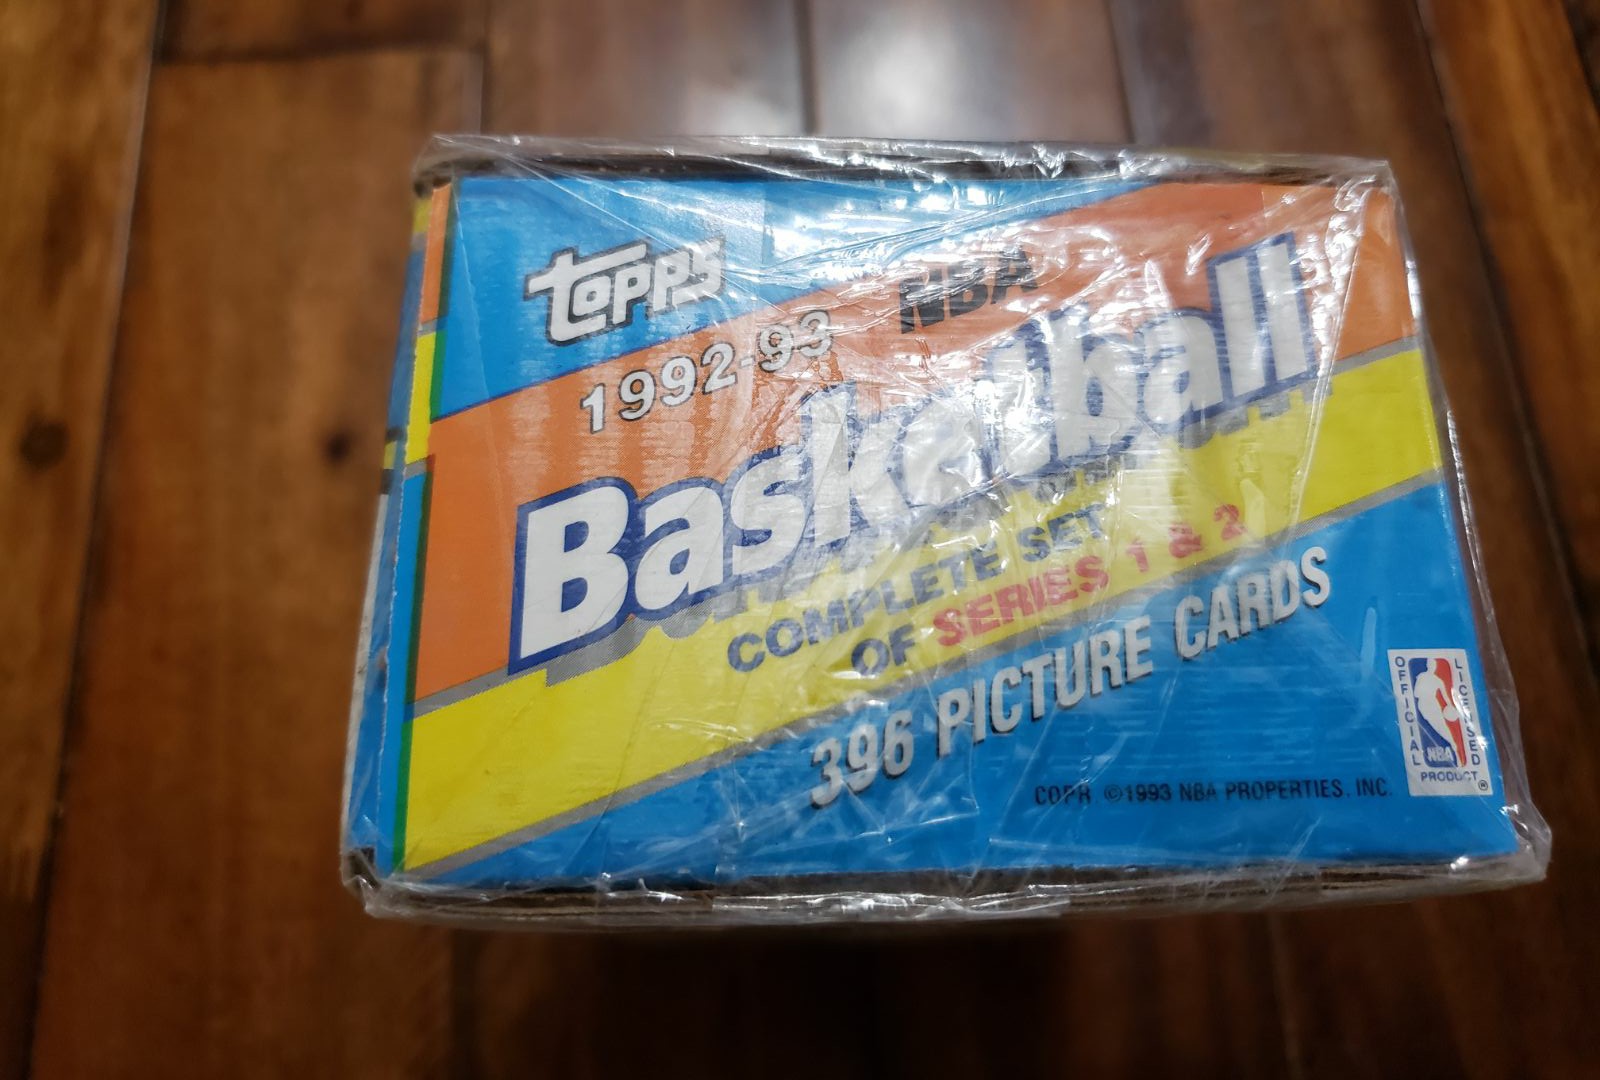 Topps
1992-93 NBA
Basketball
COMPLETE SET
OF SERIES 1 & 2
396 PICTURE CARDS
COPR. ©1993 NBA PROPERTIES, INC.
OFFICIAL LICENSED
NBA
PRODUCT®